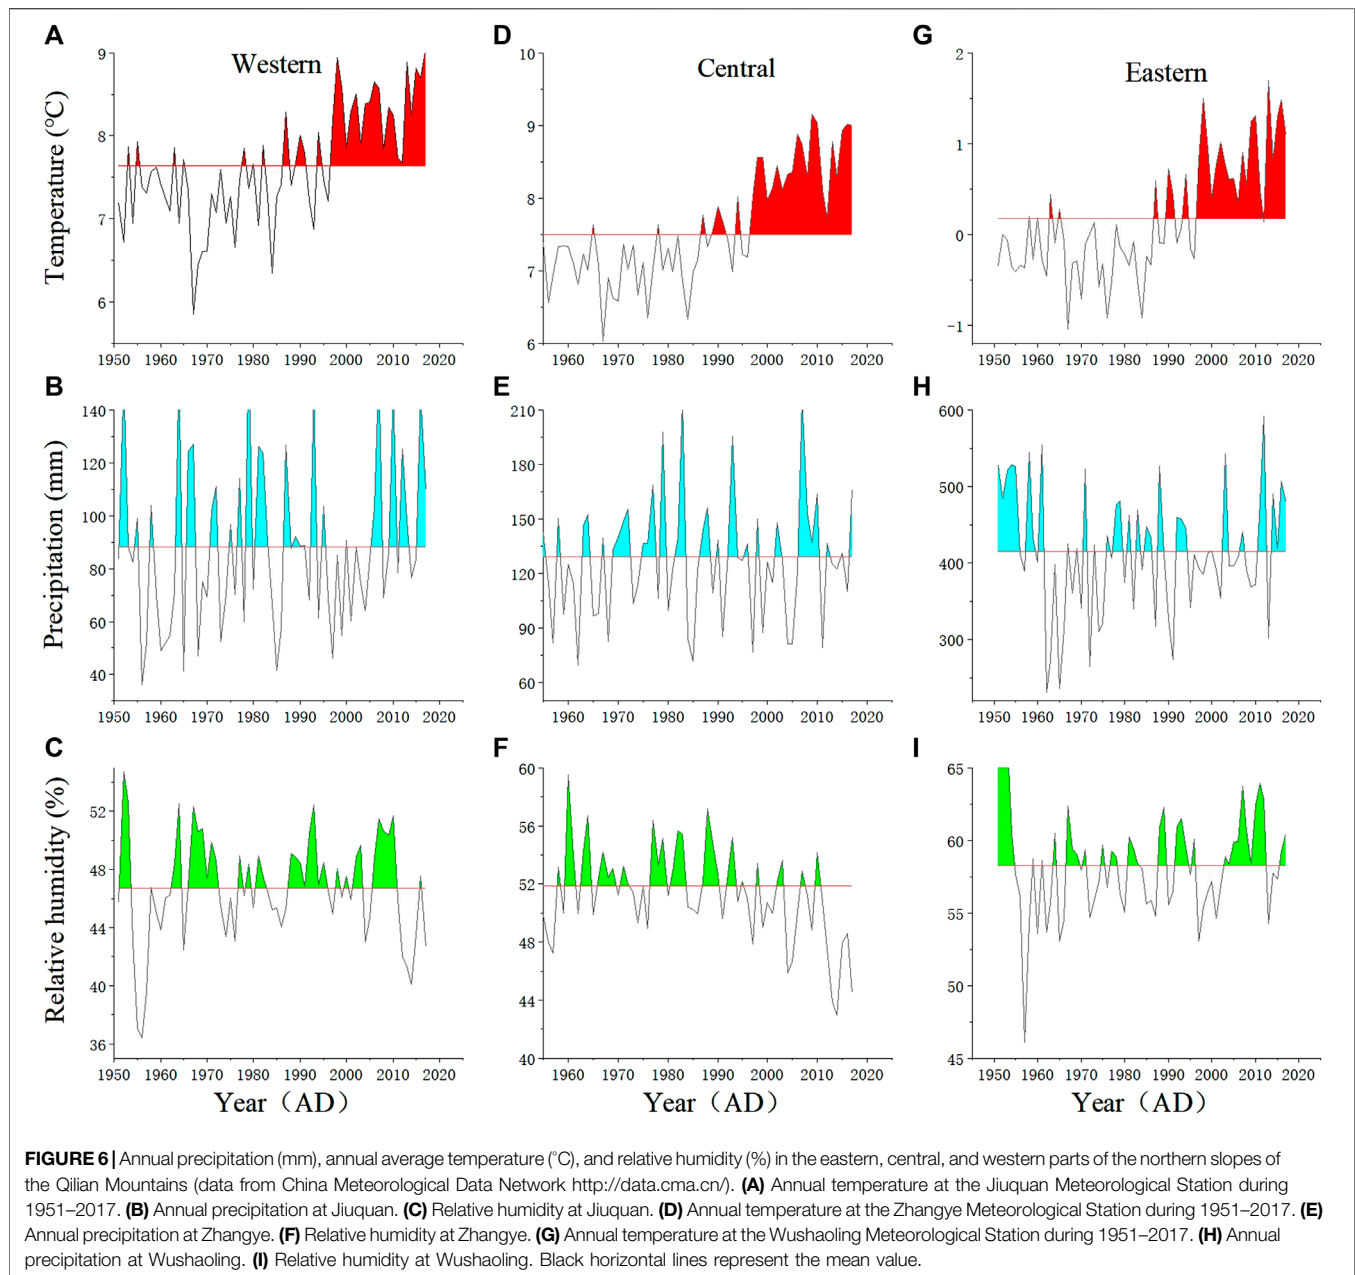 A
Western
Temperature (℃)
9
8
7
6
1950 1960 1970 1980 1990 2000 2010 2020
D
Central
10
9
8
7
6
1960 1970 1980 1990 2000 2010 2020
G
Eastern
2
1
0
-1
1950 1960 1970 1980 1990 2000 2010 2020
B
Precipitation (mm)
140
120
100
80
60
40
1950 1960 1970 1980 1990 2000 2010 2020
E
210
180
150
130
90
60
1960 1970 1980 1990 2000 2010 2020
H
600
500
400
300
1950 1960 1970 1980 1990 2000 2010 2020
C
Relative humidity (%)
52
48
44
40
36
1950 1960 1970 1980 1990 2000 2010 2020
Year（AD）
F
60
56
52
48
44
40
1960 1970 1980 1990 2000 2010 2020
Year（AD）
I
65
60
55
50
45
1950 1960 1970 1980 1990 2000 2010 2020
Year（AD）
FIGURE 6 | Annual precipitation (mm), annual average temperature (°C), and relative humidity (%) in the eastern, central, and western parts of the northern slopes of
the Qilian Mountains (data from China Meteorological Data Network http://data.cma.cn/). (A) Annual temperature at the Jiuquan Meteorological Station during
1951–2017. (B) Annual precipitation at Jiuquan. (C) Relative humidity at Jiuquan. (D) Annual temperature at the Zhangye Meteorological Station during 1951–2017. (E)
Annual precipitation at Zhangye. (F) Relative humidity at Zhangye. (G) Annual temperature at the Wushaoling Meteorological Station during 1951–2017. (H) Annual
precipitation at Wushaoling. (I) Relative humidity at Wushaoling. Black horizontal lines represent the mean value.